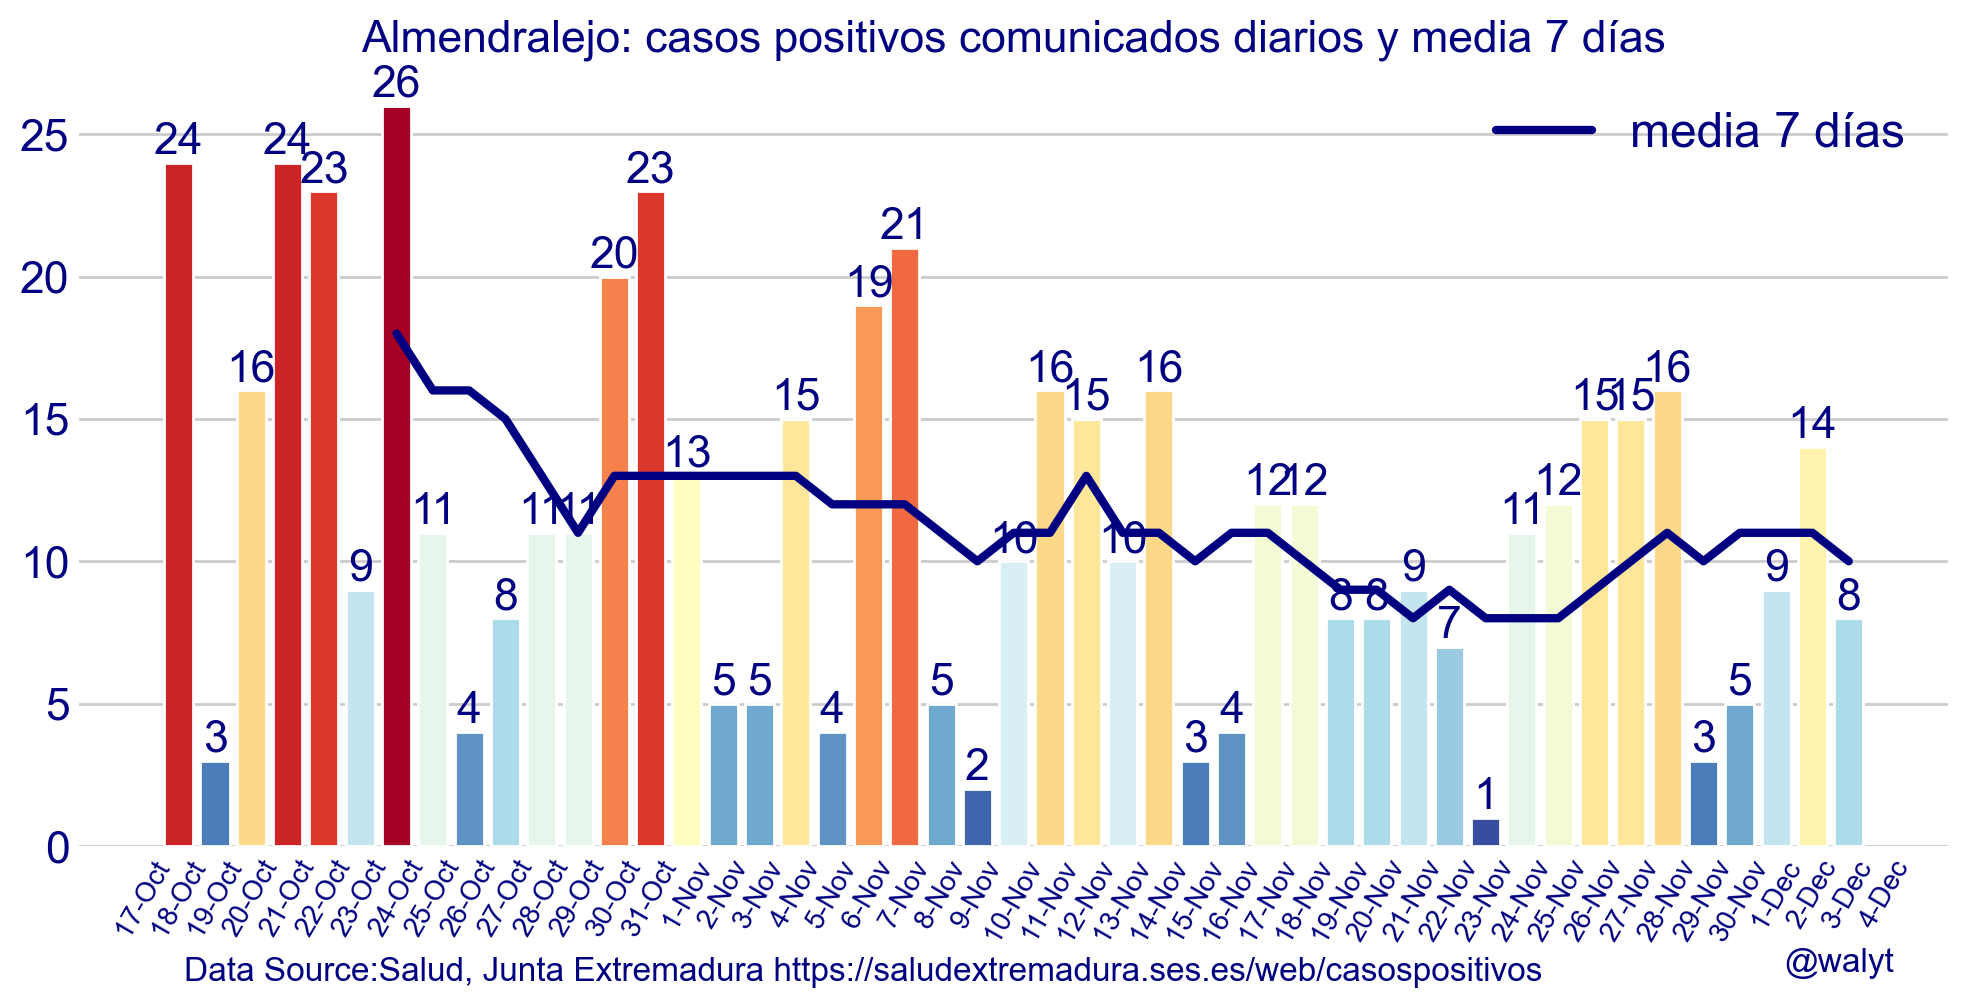 Almendralejo: casos positivos comunicados diarios y media 7 días
media 7 días
25
20
15
10
5
0
24 3 16 24 23 9 26 11 4 8 11 11 20 23 13 5 5 15 4 19 21 5 2 10 16 15 10 16 3 4 12 12 8 8 9 7 1 11 12 15 15 16 3 5 9 14 8
17-Oct 18-Oct 19-Oct 20-Oct 21-Oct 22-Oct 23-Oct 24-Oct 25-Oct 26-Oct 27-Oct 28-Oct 29-Oct 30-Oct 31-Oct 1-Nov 2-Nov 3-Nov 4-Nov 5-Nov 6-Nov 7-Nov 8-Nov 9-Nov 10-Nov 11-Nov 12-Nov 13-Nov 14-Nov 15-Nov 16-Nov 17-Nov 18-Nov 19-Nov 20-Nov 21-Nov 22-Nov 23-Nov 24-Nov 25-Nov 26-Nov 27-Nov 28-Nov 29-Nov 30-Nov 1-Dec 2-Dec 3-Dec 4-Dec
Data Source:Salud, Junta Extremadura https://saludextremadura.ses.es/web/casospositivos
@walyt